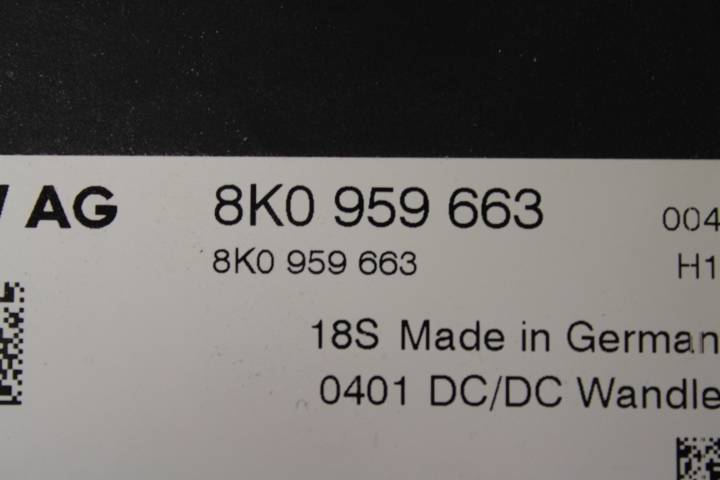 AG 8K0 959 663 004
8K0 959 663 H1
18S Made in German
0401 DC/DC Wandle